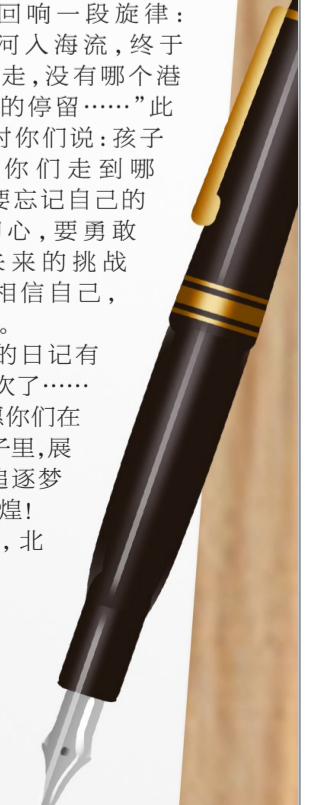 回响一段旋律：
河入海流，终于
走，没有哪个港
的停留……”此
对你们说：孩子
你们走到哪
要忘记自己的
心，要勇敢
来的挑战
相信自己，
。
的日记有
次了……
愿你们在
子里，展
追逐梦
煌！
，北